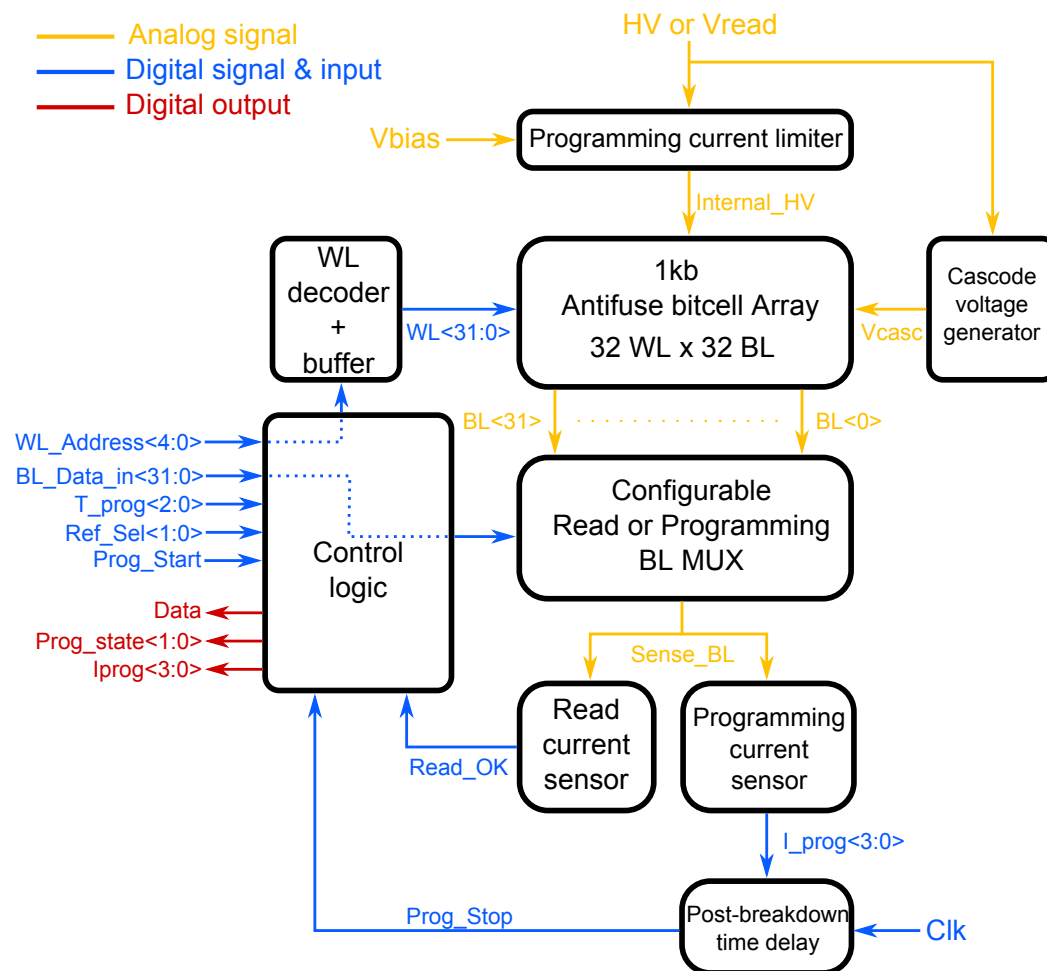 Analog signal
Digital signal & input
Digital output
HV or Vread
Vbias
Programming current limiter
Internal_HV
WL
decoder
+
buffer
WL<31:0>
1kb
Antifuse bitcell Array
32 WL x 32 BL
Vcasc
Cascode
voltage
generator
BL<31>
BL<0>
WL_Address<4:0>
BL_Data_in<31:0>
T_prog<2:0>
Ref_Sel<1:0>
Prog_Start
Data
Prog_state<1:0>
Iprog<3:0>
Control
logic
Configurable
Read or Programming
BL MUX
Sense_BL
Read
current
sensor
Programming
current
sensor
Read_OK
I_prog<3:0>
Prog_Stop
Post-breakdown
time delay
Clk